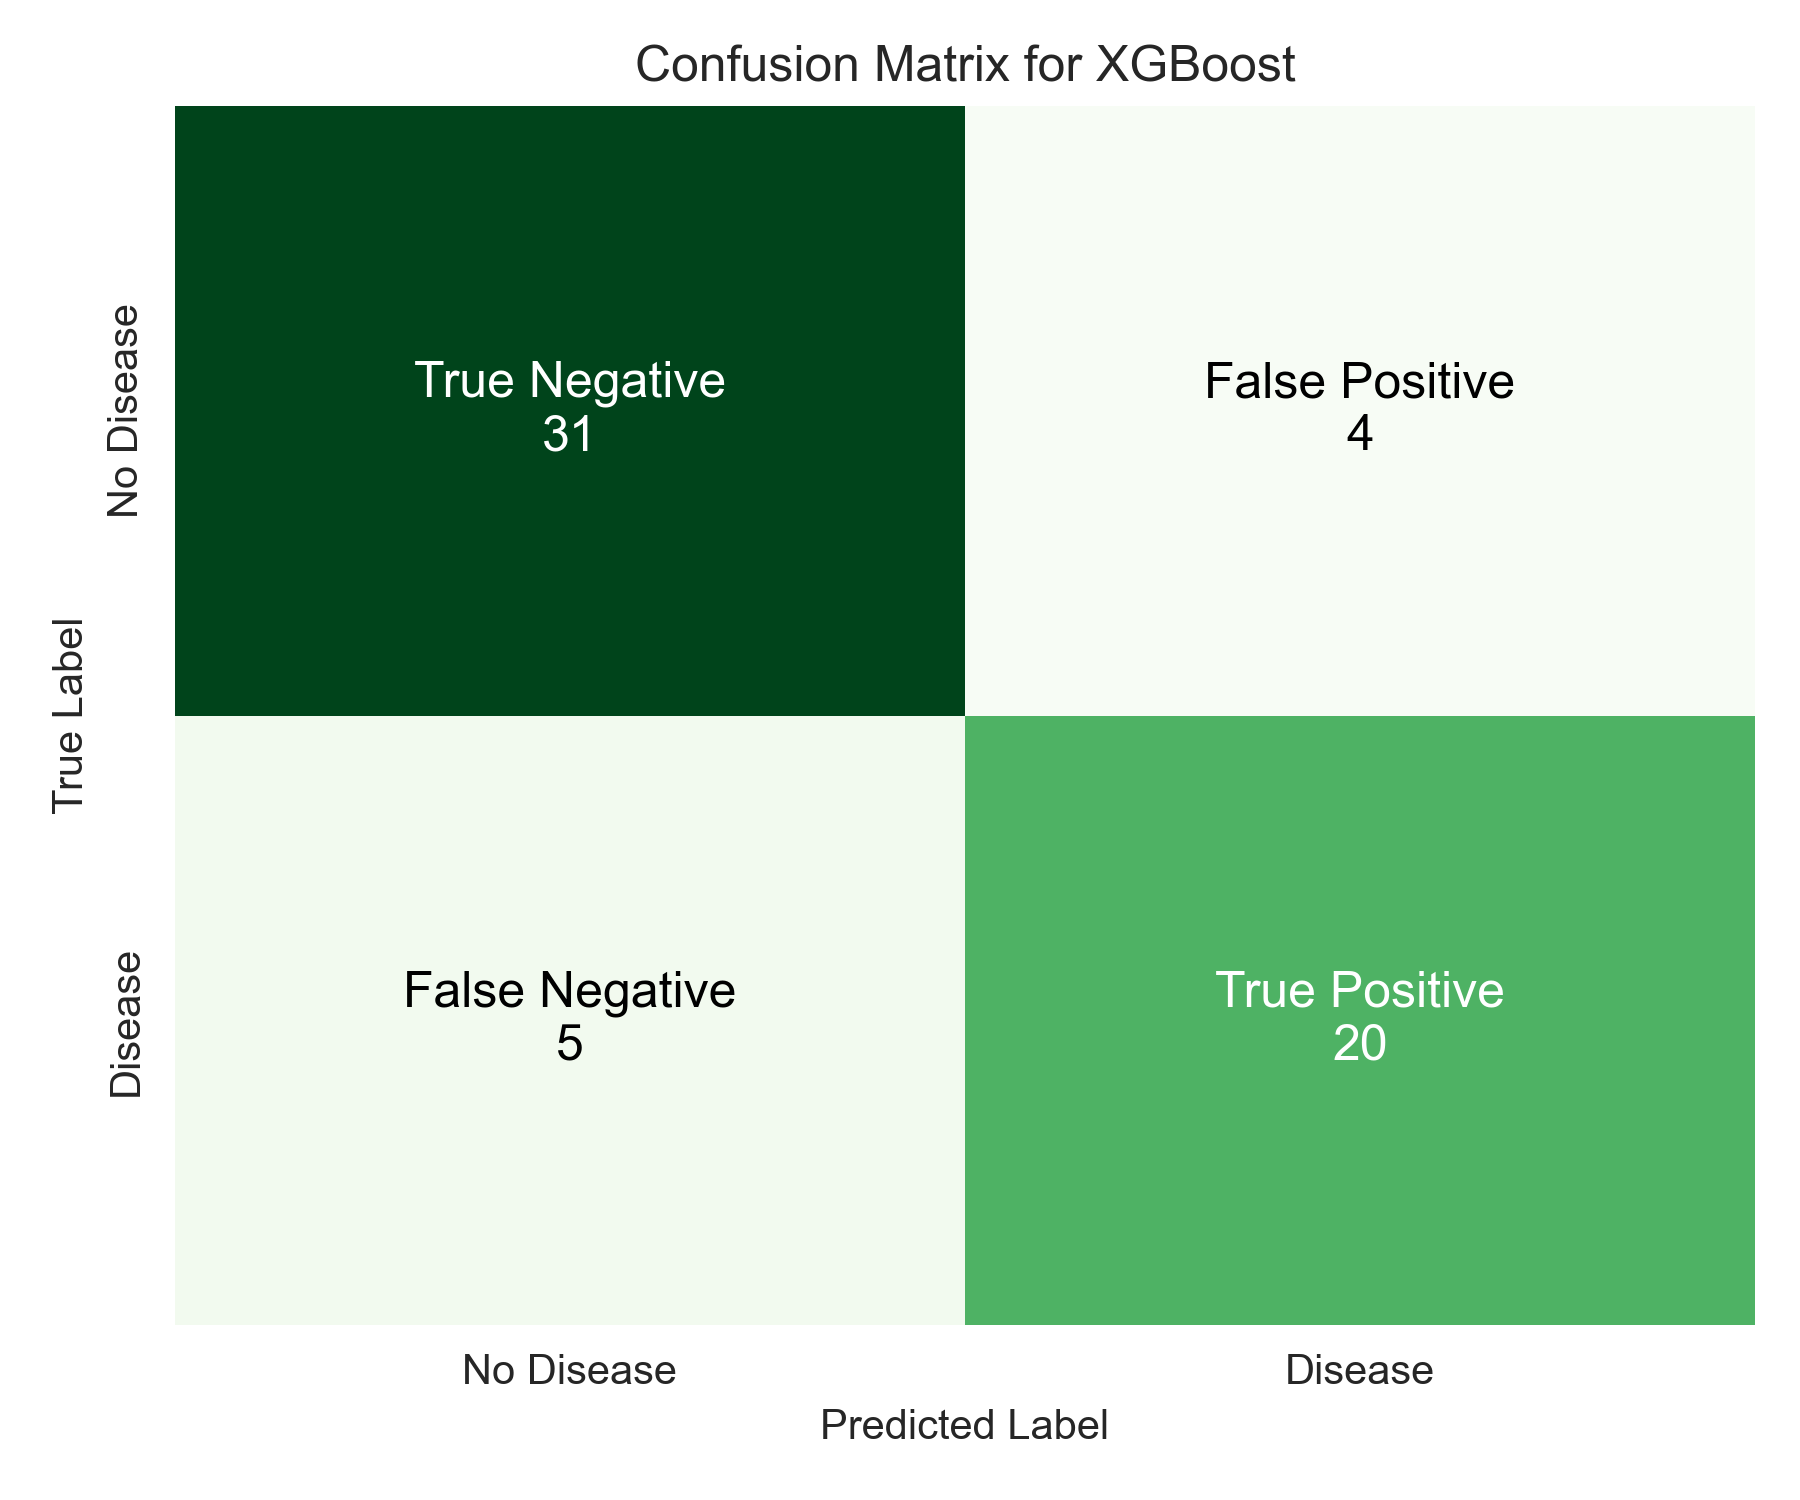 Confusion Matrix for XGBoost
True Label
No Disease
True Negative
31
False Positive
4
Disease
False Negative
5
True Positive
20
No Disease
Disease
Predicted Label